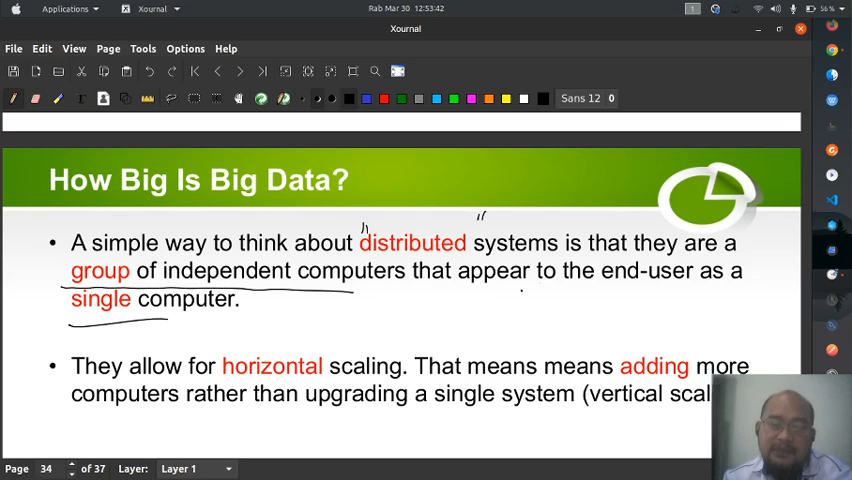 Applications Xournal Rab Mar 30 12:53:42 1 56 %
Xournal
File Edit View Page Tools Options Help
Sans 12 0
How Big Is Big Data?
• A simple way to think about "distributed systems" is that they are a
group of independent computers that appear to the end-user as a
single computer.
• They allow for horizontal scaling. That means means adding more
computers rather than upgrading a single system (vertical
Page 34 of 37 Layer: Layer 1